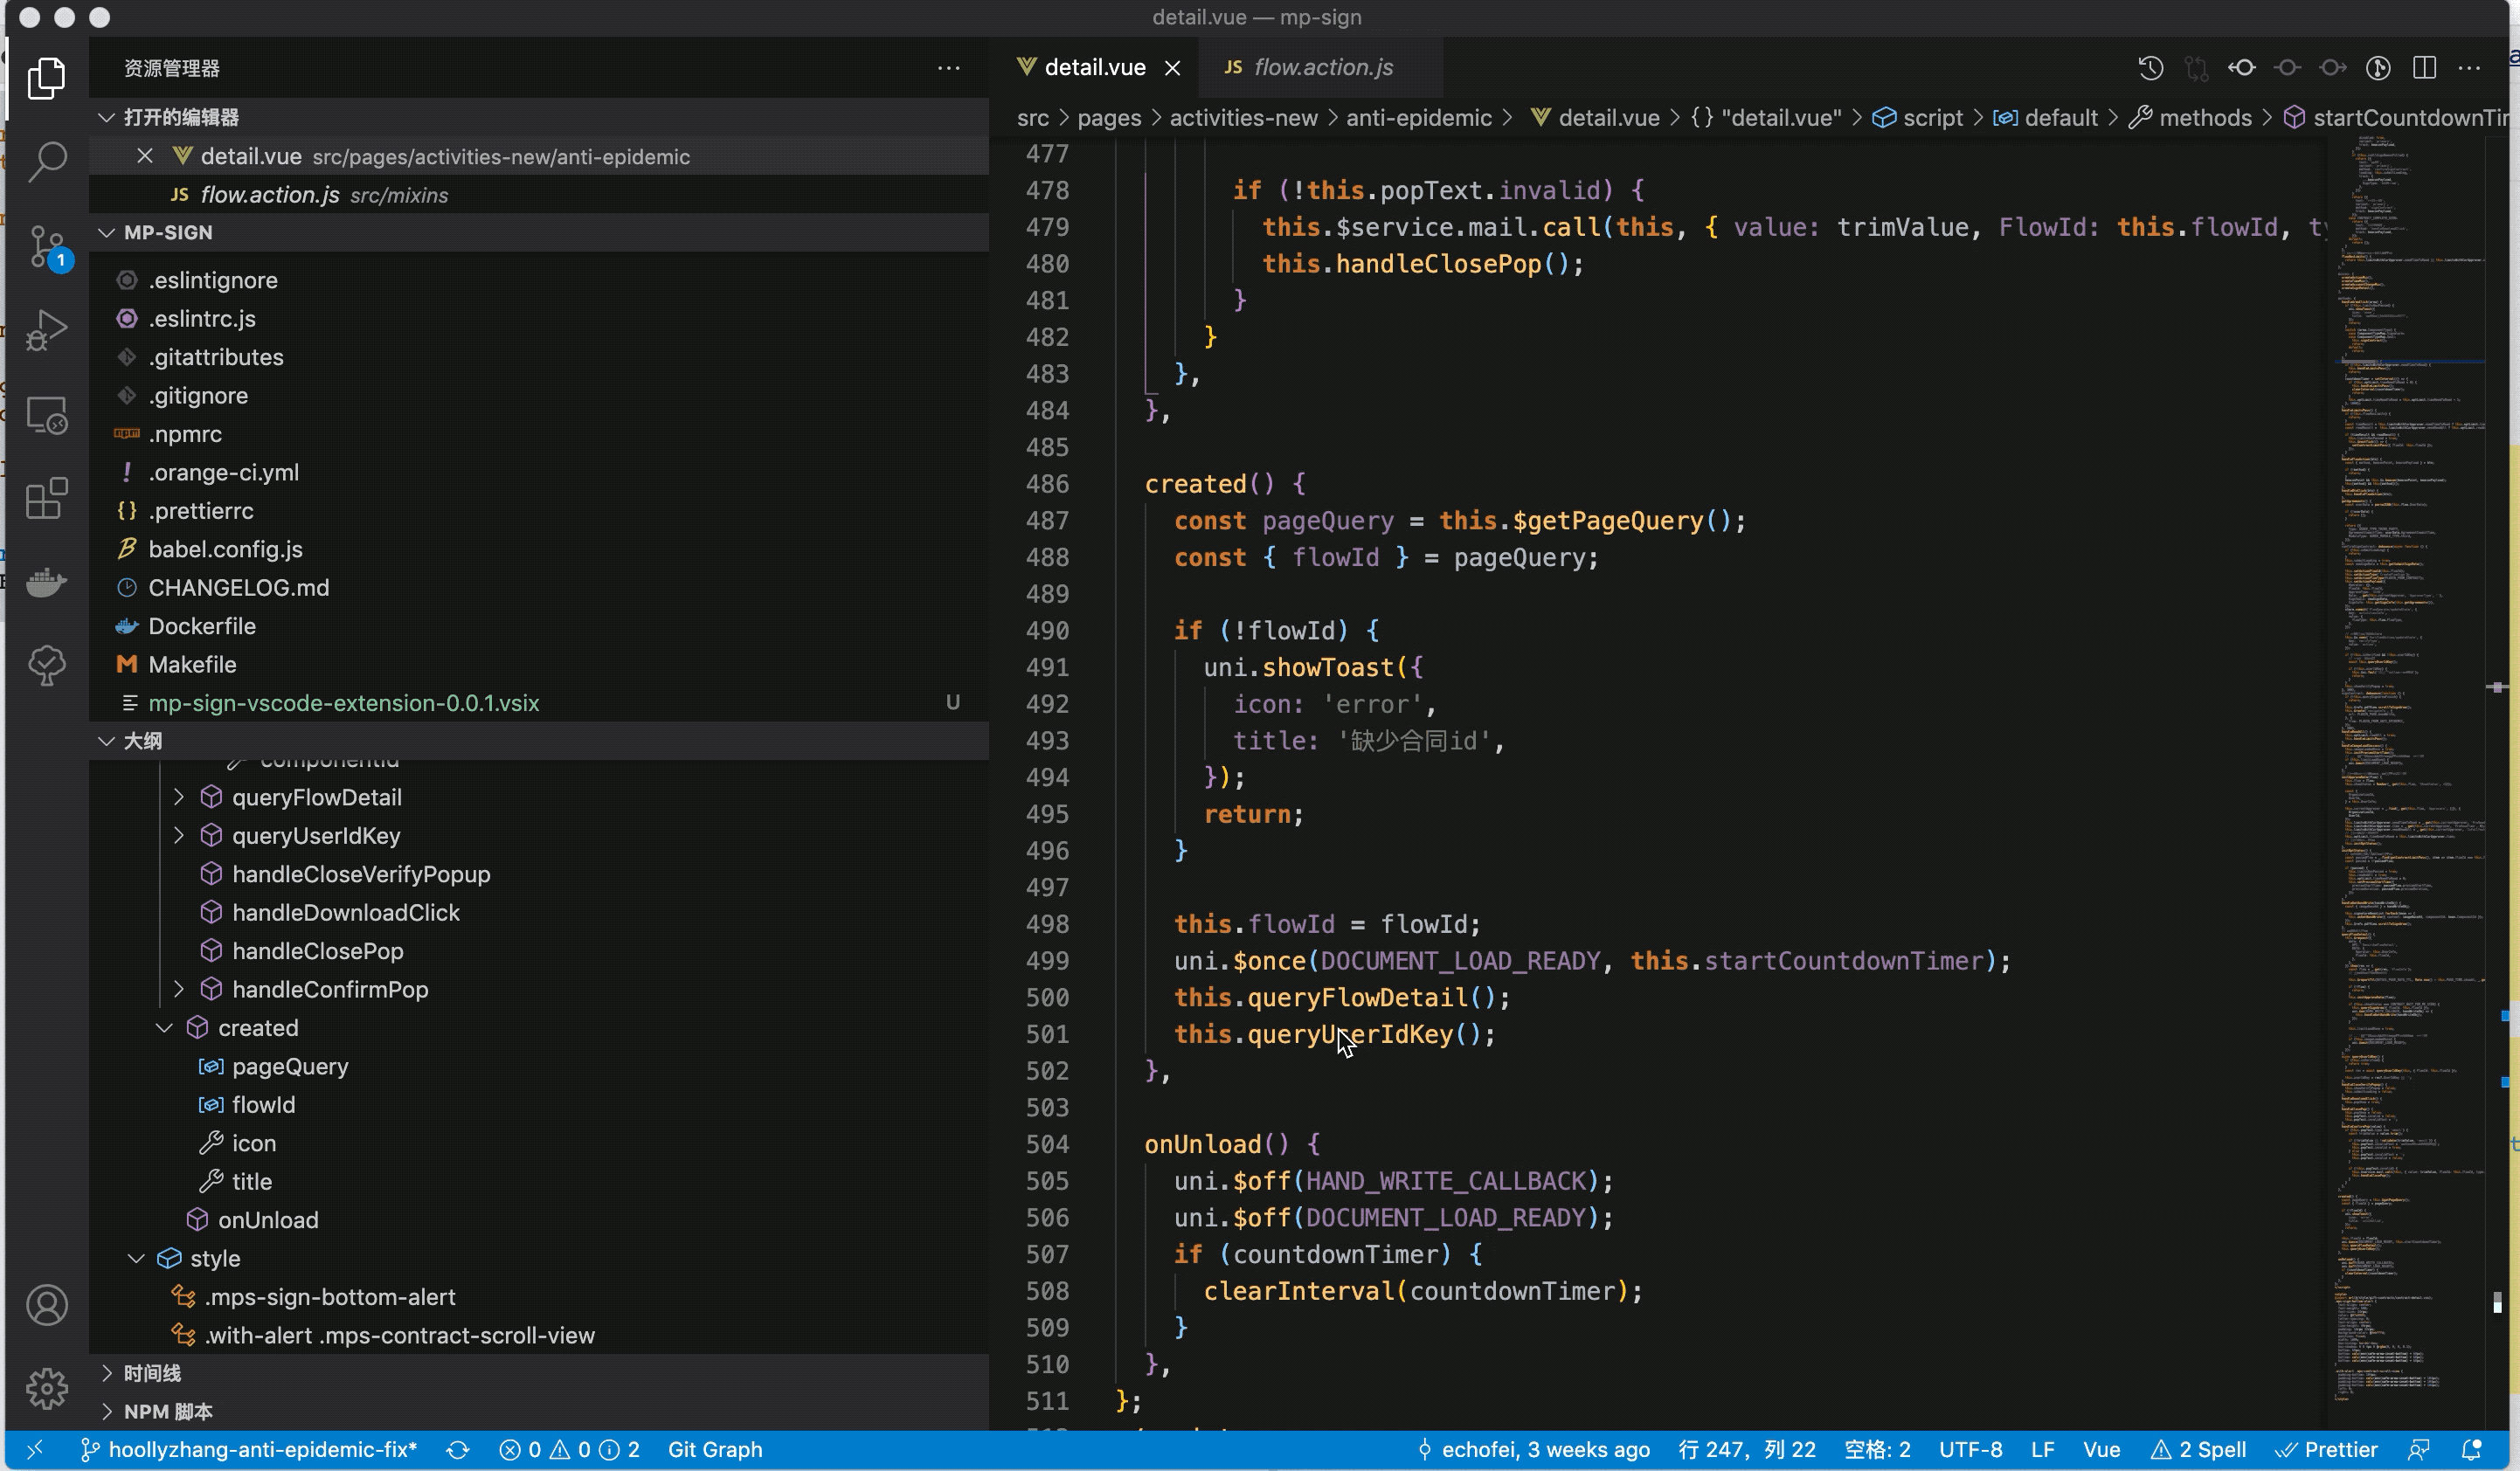 detail.vue — mp-sign
资源管理器
打开的编辑器
detail.vue src/pages/activities-new/anti-epidemic
JS flow.action.js src/mixins
MP-SIGN
.eslintignore
.eslintrc.js
.gitattributes
.gitignore
.npmrc
.orange-ci.yml
.prettierrc
babel.config.js
CHANGELOG.md
Dockerfile
Makefile
mp-sign-vscode-extension-0.0.1.vsix U
大纲
componentId
queryFlowDetail
queryUserIdKey
handleCloseVerifyPopup
handleDownloadClick
handleClosePop
handleConfirmPop
created
pageQuery
flowId
icon
title
onUnload
style
.mps-sign-bottom-alert
.with-alert .mps-contract-scroll-view
时间线
NPM 脚本
detail.vue
JS flow.action.js
src > pages > activities-new > anti-epidemic > detail.vue > {} "detail.vue" > script > default > methods > startCountdownTir
477
478 if (!this.popText.invalid) {
479 this.$service.mail.call(this, { value: trimValue, FlowId: this.flowId, ty
480 this.handleClosePop();
481 }
482 }
483 },
484 },
485
486 created() {
487 const pageQuery = this.$getPageQuery();
488 const { flowId } = pageQuery;
489
490 if (!flowId) {
491 uni.showToast({
492 icon: 'error',
493 title: '缺少合同id',
494 });
495 return;
496 }
497
498 this.flowId = flowId;
499 uni.$once(DOCUMENT_LOAD_READY, this.startCountdownTimer);
500 this.queryFlowDetail();
501 this.queryUserIdKey();
502 },
503
504 onUnload() {
505 uni.$off(HAND_WRITE_CALLBACK);
506 uni.$off(DOCUMENT_LOAD_READY);
507 if (countdownTimer) {
508 clearInterval(countdownTimer);
509 }
510 },
511 };
1
hoollyzhang-anti-epidemic-fix* 0 0 2 Git Graph echofei, 3 weeks ago 行 247, 列 22 空格: 2 UTF-8 LF Vue 2 Spell Prettier